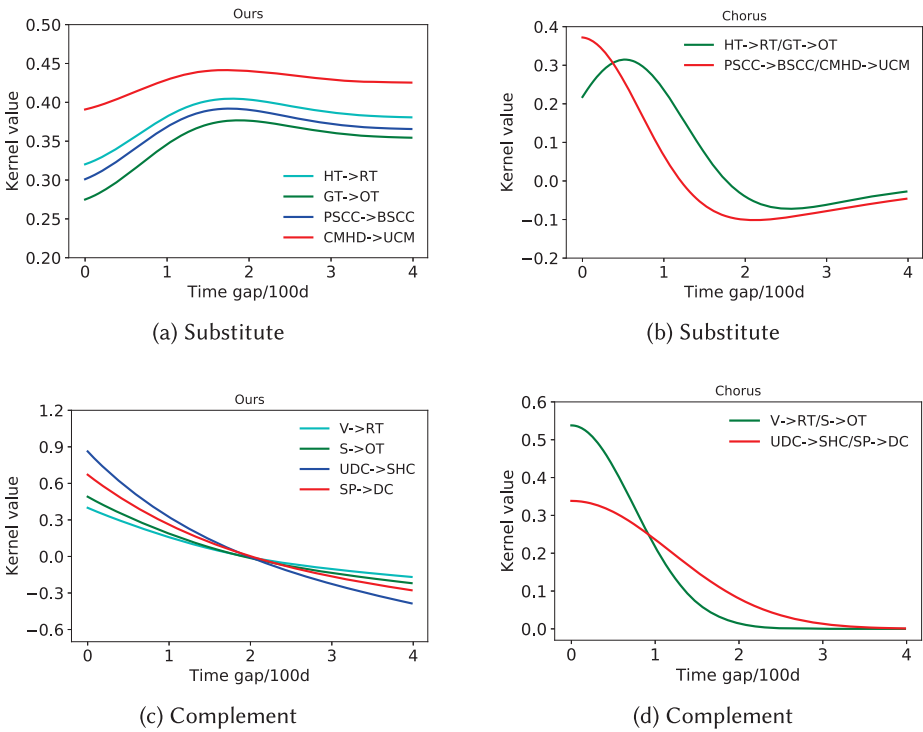 Ours
0.50
0.45
0.40
0.35
0.30
0.25
0.20
Kernel value
HT->RT
GT->OT
PSCC->BSCC
CMHD->UCM
0 1 2 3 4
Time gap/100d
(a) Substitute
Chorus
0.4
0.3
0.2
0.1
0.0
−0.1
−0.2
Kernel value
HT->RT/GT->OT
PSCC->BSCC/CMHD->UCM
0 1 2 3 4
Time gap/100d
(b) Substitute
Ours
1.2
0.9
0.6
0.3
0.0
−0.3
−0.6
Kernel value
V->RT
S->OT
UDC->SHC
SP->DC
0 1 2 3 4
Time gap/100d
(c) Complement
Chorus
0.6
0.5
0.4
0.3
0.2
0.1
0.0
Kernel value
V->RT/S->OT
UDC->SHC/SP->DC
0 1 2 3 4
Time gap/100d
(d) Complement